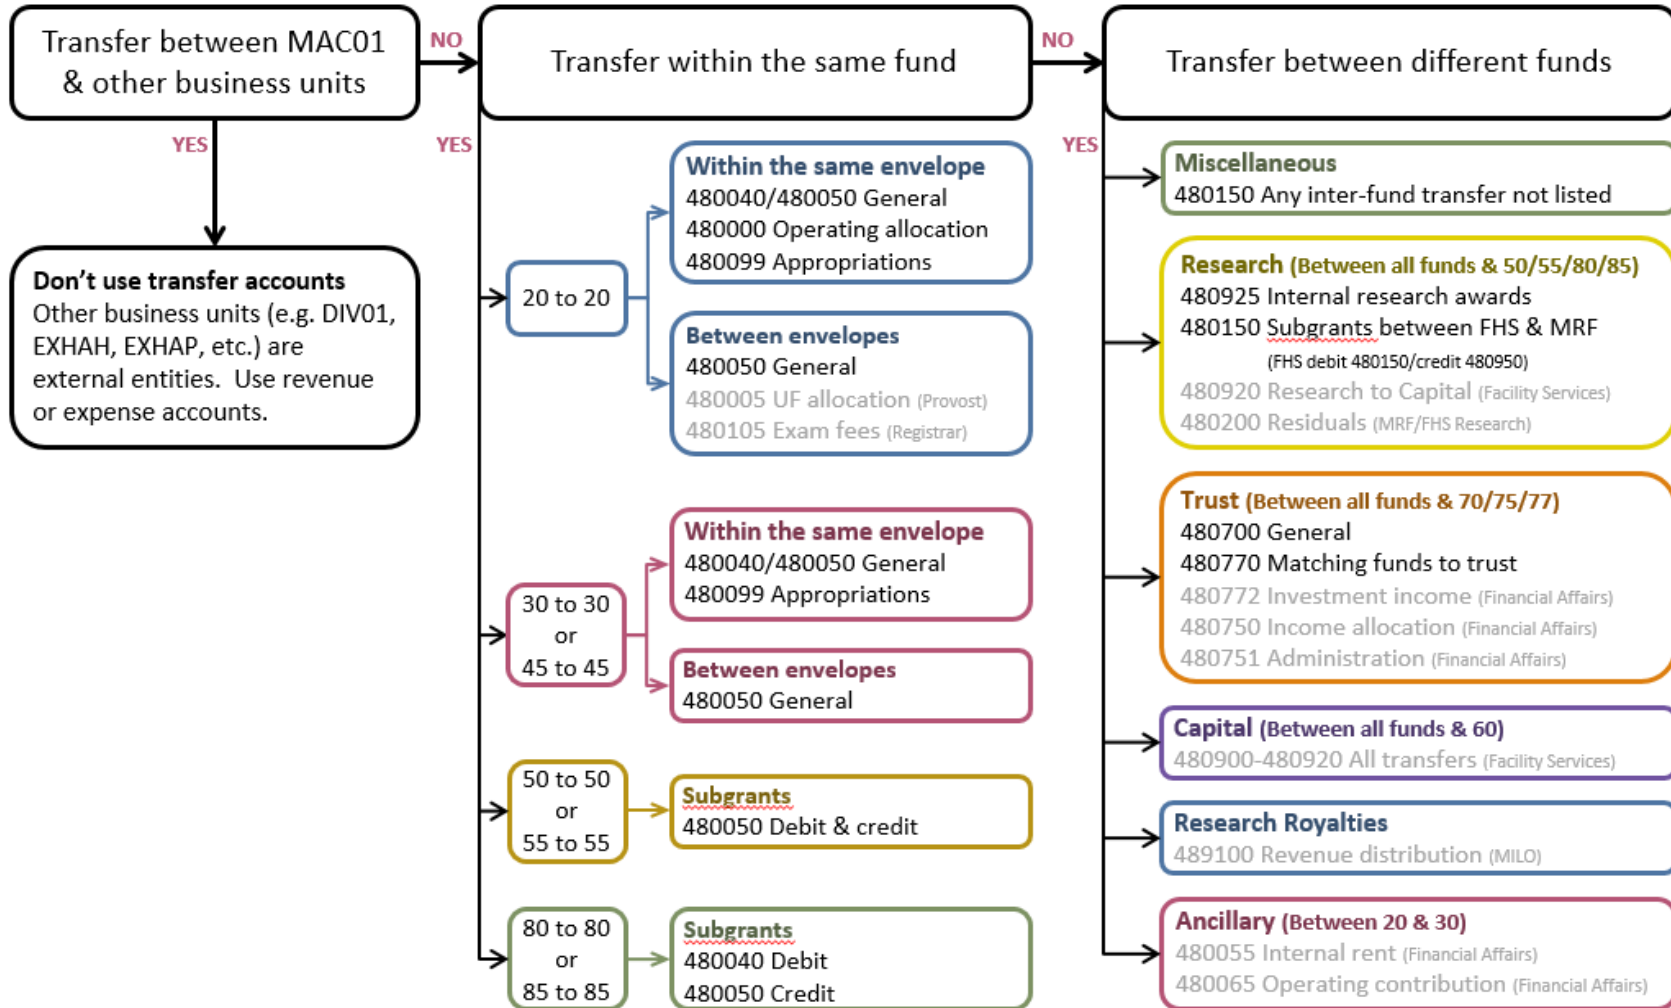 Transfer between MAC01
& other business units
NO
Transfer within the same fund
NO
Transfer between different funds
YES
YES
YES
Don't use transfer accounts
Other business units (e.g. DIV01,
EXHAH, EXHAP, etc.) are
external entities.  Use revenue
or expense accounts.
20 to 20
Within the same envelope
480040/480050 General
480000 Operating allocation
480099 Appropriations
Between envelopes
480050 General
480005 UF allocation (Provost)
480105 Exam fees (Registrar)
30 to 30
or
45 to 45
Within the same envelope
480040/480050 General
480099 Appropriations
Between envelopes
480050 General
50 to 50
or
55 to 55
Subgrants
480050 Debit & credit
80 to 80
or
85 to 85
Subgrants
480040 Debit
480050 Credit
Miscellaneous
480150 Any inter-fund transfer not listed
Research (Between all funds & 50/55/80/85)
480925 Internal research awards
480150 Subgrants between FHS & MRF
(FHS debit 480150/credit 480950)
480920 Research to Capital (Facility Services)
480200 Residuals (MRF/FHS Research)
Trust (Between all funds & 70/75/77)
480700 General
480770 Matching funds to trust
480772 Investment income (Financial Affairs)
480750 Income allocation (Financial Affairs)
480751 Administration (Financial Affairs)
Capital (Between all funds & 60)
480900-480920 All transfers (Facility Services)
Research Royalties
489100 Revenue distribution (MILO)
Ancillary (Between 20 & 30)
480055 Internal rent (Financial Affairs)
480065 Operating contribution (Financial Affairs)